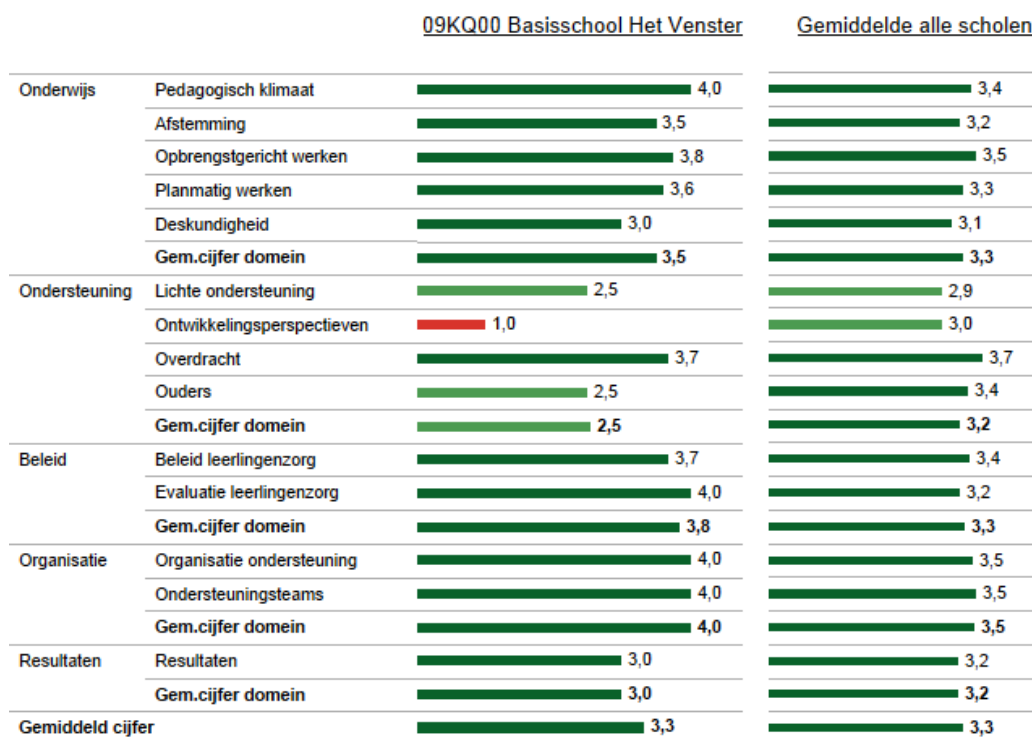 09KQ00 Basisschool Het Venster Gemiddelde alle scholen
Onderwijs Pedagogisch klimaat 4,0 3,4
Afstemming 3,5 3,2
Opbrengstgericht werken 3,8 3,5
Planmatig werken 3,6 3,3
Deskundigheid 3,0 3,1
Gem.cijfer domein 3,5 3,3
Ondersteuning Lichte ondersteuning 2,5 2,9
Ontwikkelingsperspectieven 1,0 3,0
Overdracht 3,7 3,7
Ouders 2,5 3,4
Gem.cijfer domein 2,5 3,2
Beleid Beleid leerlingenzorg 3,7 3,4
Evaluatie leerlingenzorg 4,0 3,2
Gem.cijfer domein 3,8 3,3
Organisatie Organisatie ondersteuning 4,0 3,5
Ondersteuningsteams 4,0 3,5
Gem.cijfer domein 4,0 3,5
Resultaten Resultaten 3,0 3,2
Gem.cijfer domein 3,0 3,2
Gemiddeld cijfer 3,3 3,3